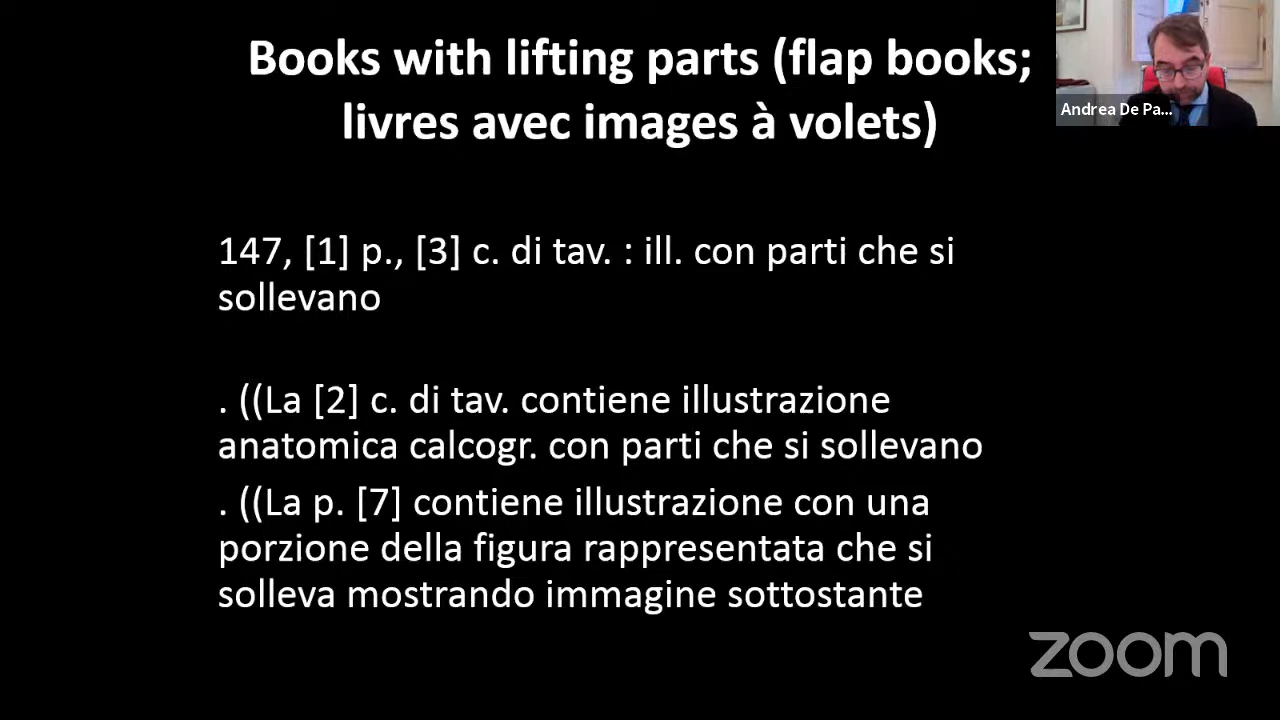 Books with lifting parts (flap books;
livres avec images à volets)
Andrea De Pa...
147, [1] p., [3] c. di tav. : ill. con parti che si
sollevano
. ((La [2] c. di tav. contiene illustrazione
anatomica calcogr. con parti che si sollevano
. ((La p. [7] contiene illustrazione con una
porzione della figura rappresentata che si
solleva mostrando immagine sottostante
zoom